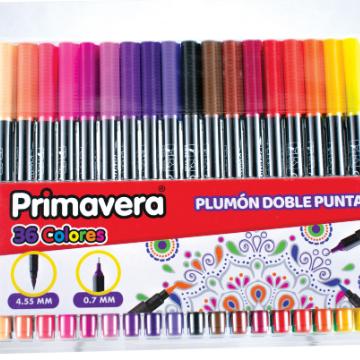 Primavera®
PLUMÓN DOBLE PUNTA
36 Colores
4.55 MM
0.7 MM